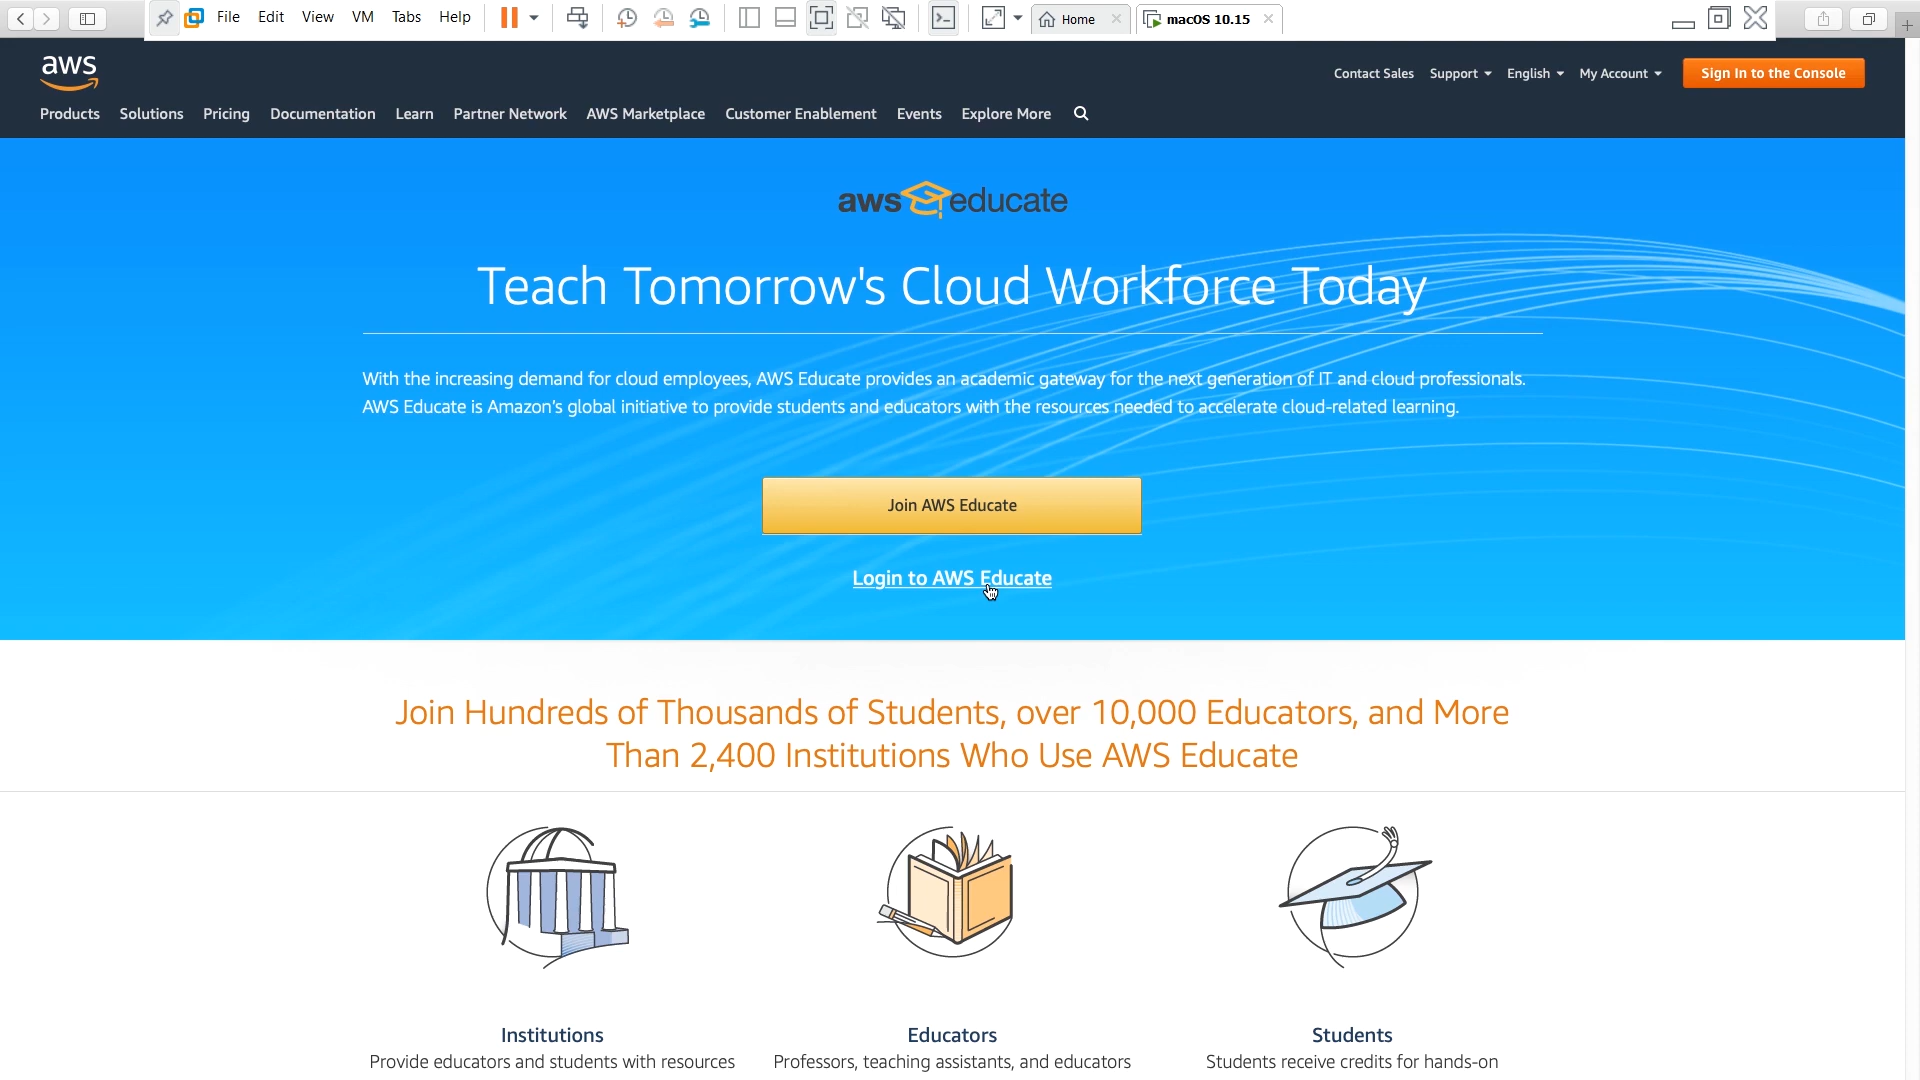 File Edit View VM Tabs Help Home macOS 10.15
aws
Contact Sales Support English My Account Sign In to the Console
Products Solutions Pricing Documentation Learn Partner Network AWS Marketplace Customer Enablement Events Explore More
aws educate
Teach Tomorrow's Cloud Workforce Today
With the increasing demand for cloud employees, AWS Educate provides an academic gateway for the next generation of IT and cloud professionals.
AWS Educate is Amazon's global initiative to provide students and educators with the resources needed to accelerate cloud-related learning.
Join AWS Educate
Login to AWS Educate
Join Hundreds of Thousands of Students, over 10,000 Educators, and More
Than 2,400 Institutions Who Use AWS Educate
Institutions Educators Students
Provide educators and students with resources Professors, teaching assistants, and educators Students receive credits for hands-on